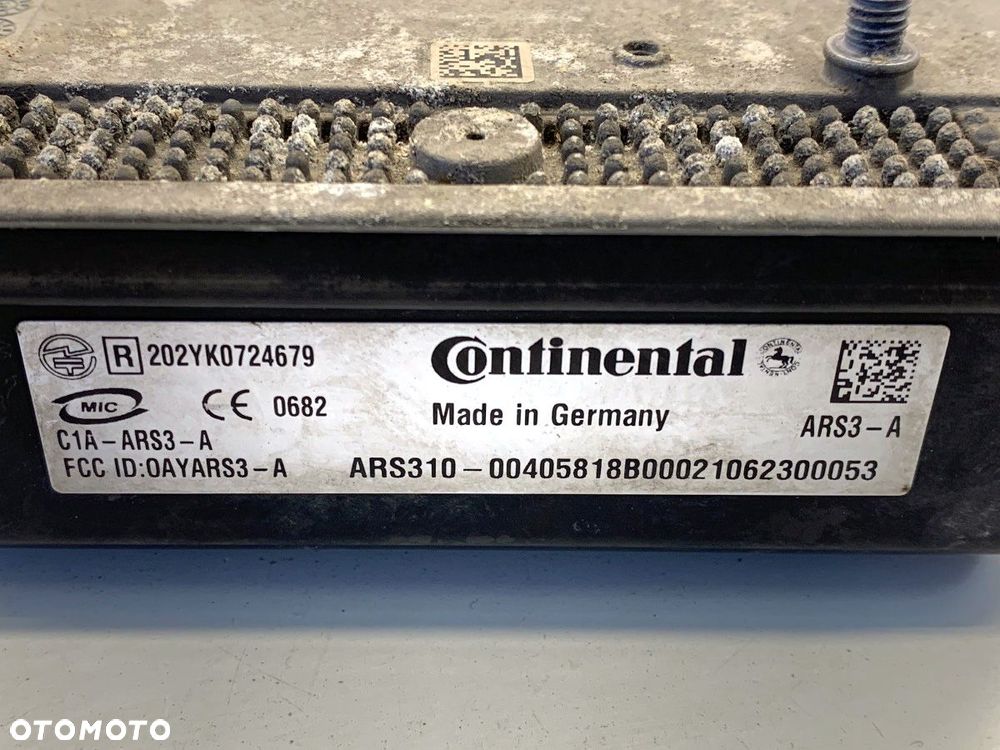 R 202YK0724679
Continental
MIC
CE 0682
Made in Germany
ARS3-A
C1A-ARS3-A
FCC ID:OAYARS3-A
ARS310-00405818B00021062300053
OTOMOTO